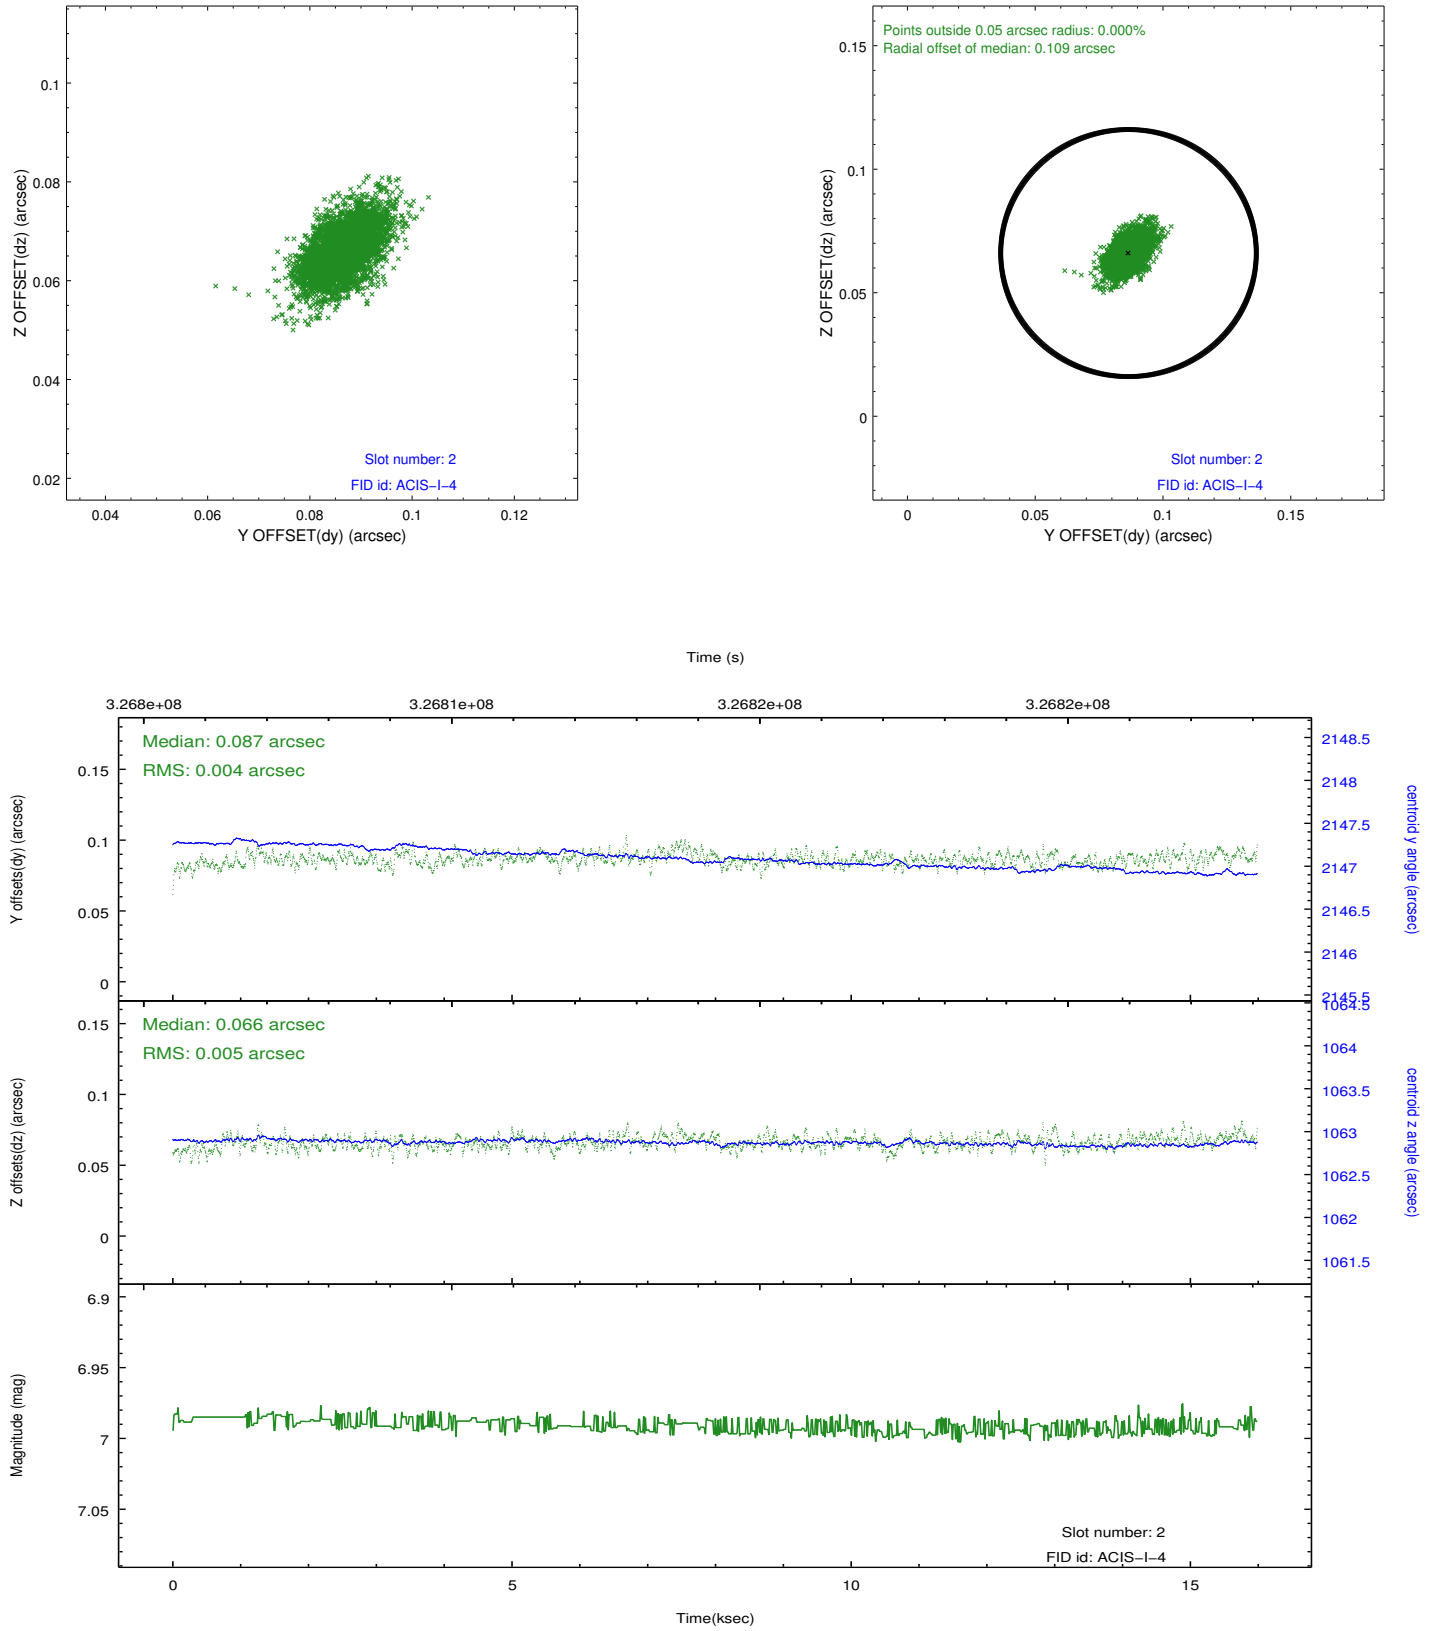 0.1
0.08
0.06
0.04
0.02
Z OFFSET(dz) (arcsec)
0.04 0.06 0.08 0.1 0.12
Y OFFSET(dy) (arcsec)
Slot number: 2
FID id: ACIS−I−4
Points outside 0.05 arcsec radius: 0.000%
Radial offset of median: 0.109 arcsec
0.15
0.1
0.05
0
Z OFFSET(dz) (arcsec)
Slot number: 2
FID id: ACIS−I−4
0 0.05 0.1 0.15
Y OFFSET(dy) (arcsec)
Time (s)
3.268e+08 3.2681e+08 3.2682e+08 3.2682e+08
Median: 0.087 arcsec
RMS: 0.004 arcsec
0.15
0.1
0.05
0
Y offsets(dy) (arcsec)
2148.5
2148
2147.5
2147
2146.5
2146
2145.5
centroid y angle (arcsec)
Median: 0.066 arcsec
RMS: 0.005 arcsec
0.15
0.1
0.05
0
Z offsets(dz) (arcsec)
1064.5
1064
1063.5
1063
1062.5
1062
1061.5
centroid z angle (arcsec)
6.9
6.95
7
7.05
Magnitude (mag)
Slot number: 2
FID id: ACIS−I−4
0 5 10 15
Time(ksec)